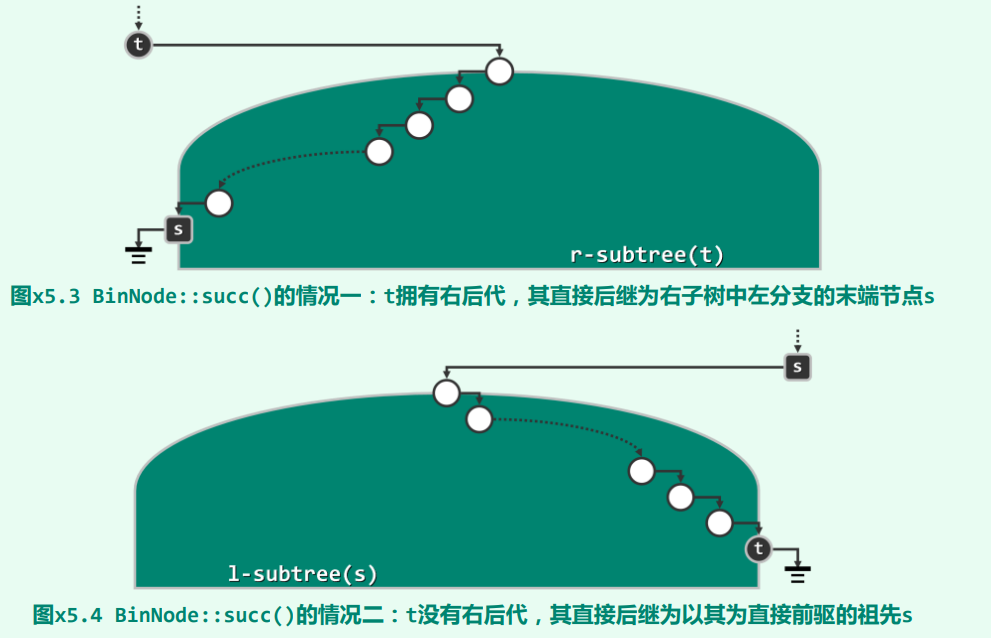 t
s
r-subtree(t)
图x5.3 BinNode::succ()的情况一：t拥有右后代，其直接后继为右子树中左分支的末端节点s
s
t
l-subtree(s)
图x5.4 BinNode::succ()的情况二：t没有右后代，其直接后继为以其为直接前驱的祖先s